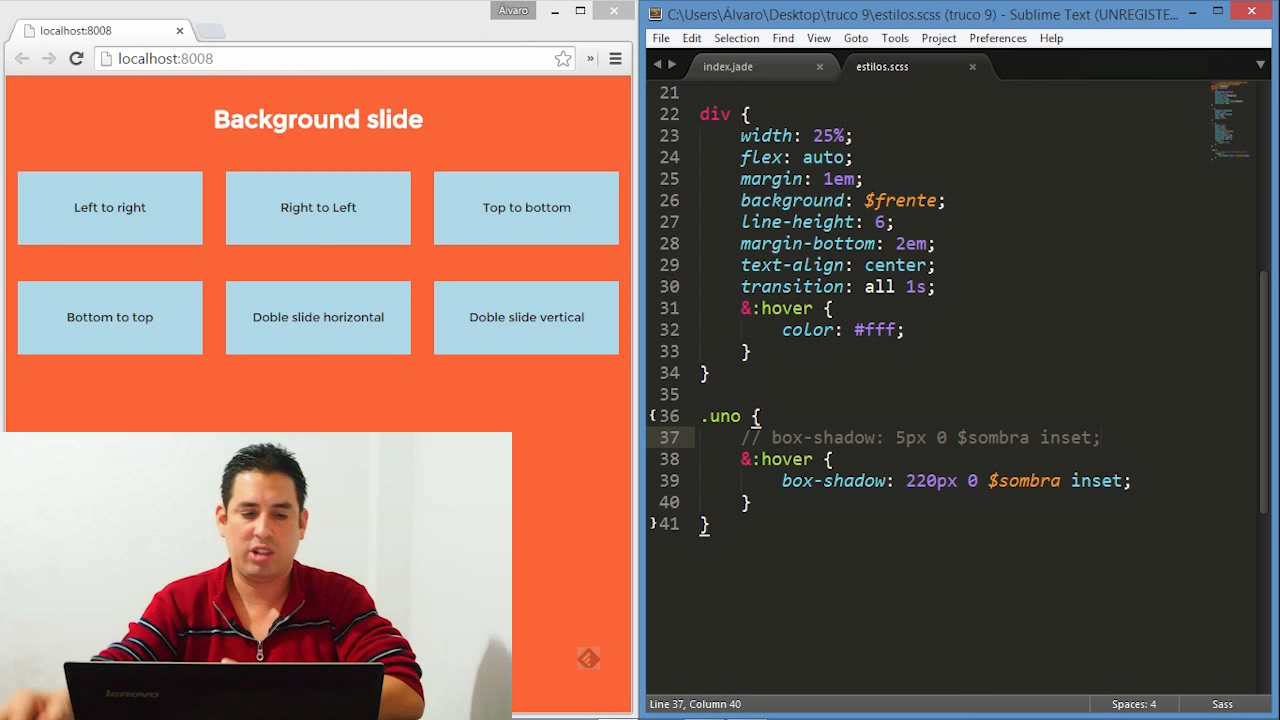 Álvaro
localhost:8008
localhost:8008
»
Background slide
Left to right
Right to Left
Top to bottom
Bottom to top
Doble slide horizontal
Doble slide vertical
lenovo
C:\Users\Álvaro\Desktop\truco 9\estilos.scss (truco 9) - Sublime Text (UNREGISTE...
File Edit Selection Find View Goto Tools Project Preferences Help
index.jade
estilos.scss
21
22 div {
23 width: 25%;
24 flex: auto;
25 margin: 1em;
26 background: $frente;
27 line-height: 6;
28 margin-bottom: 2em;
29 text-align: center;
30 transition: all 1s;
31 &:hover {
32 color: #fff;
33 }
34 }
35
36 .uno {
37 // box-shadow: 5px 0 $sombra inset;
38 &:hover {
39 box-shadow: 220px 0 $sombra inset;
40 }
41 }
Line 37, Column 40
Spaces: 4
Sass